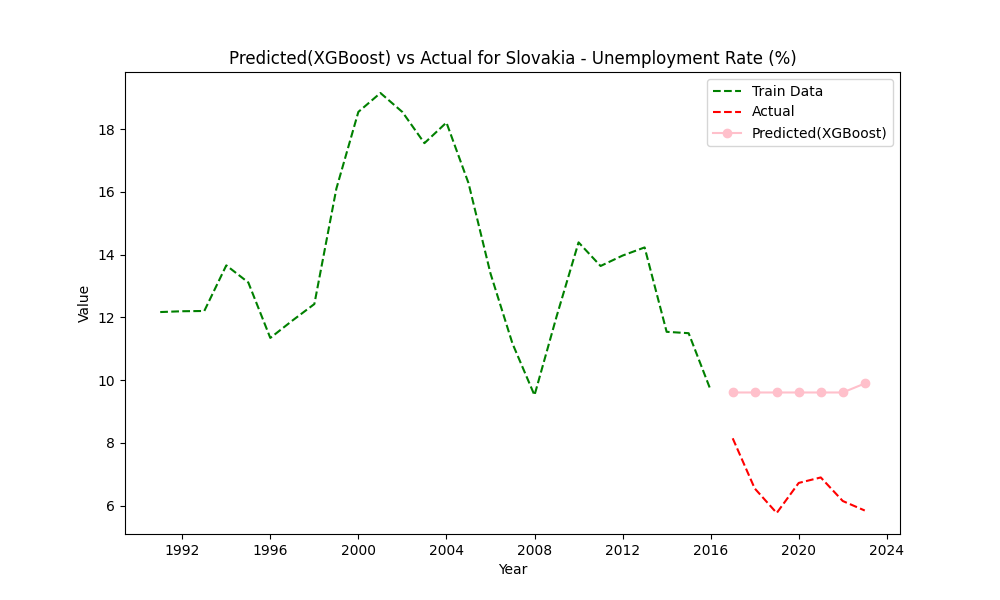 Predicted(XGBoost) vs Actual for Slovakia - Unemployment Rate (%)
Train Data
Actual
Predicted(XGBoost)
Value
18
16
14
12
10
8
6
1992 1996 2000 2004 2008 2012 2016 2020 2024
Year